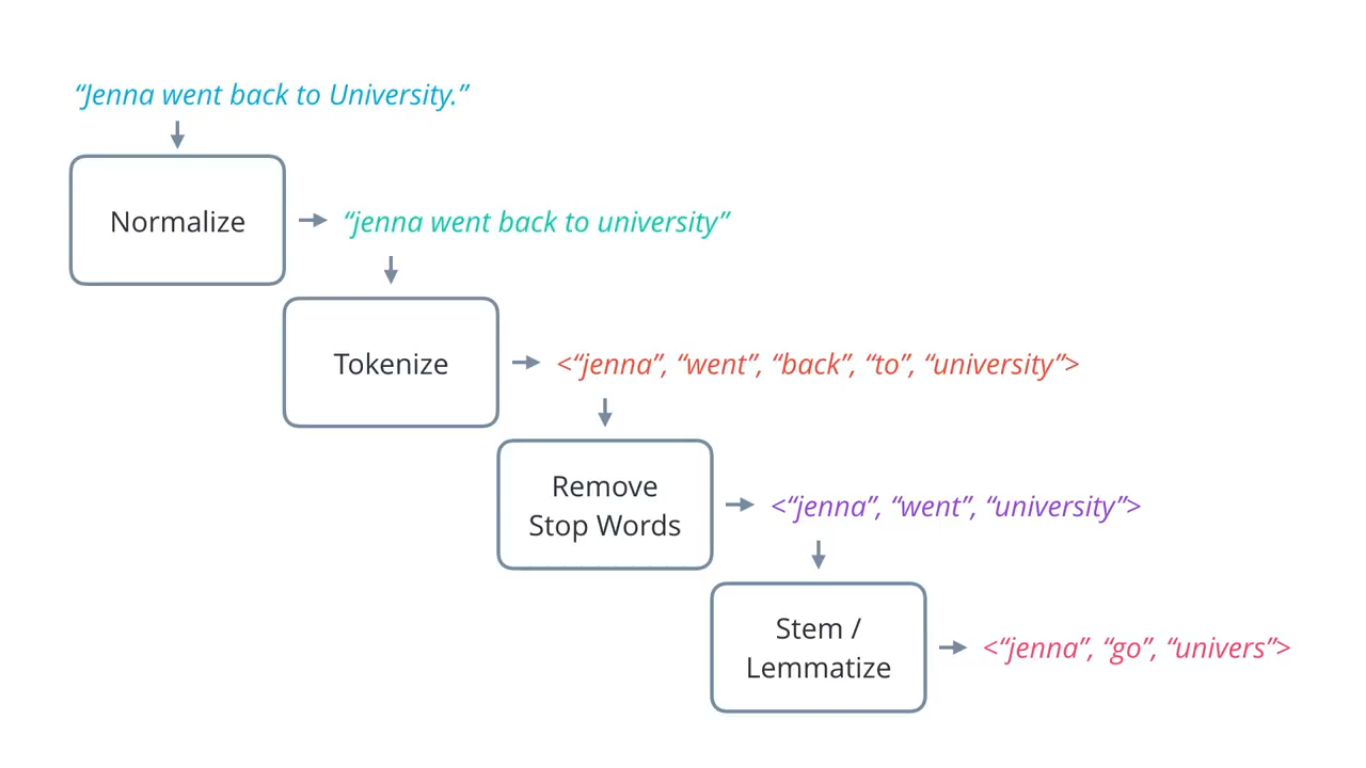 “Jenna went back to University.”
Normalize
“jenna went back to university”
Tokenize
<“jenna”, “went”, “back”, “to”, “university”>
Remove
Stop Words
<“jenna”, “went”, “university”>
Stem /
Lemmatize
<“jenna”, “go”, “univers”>